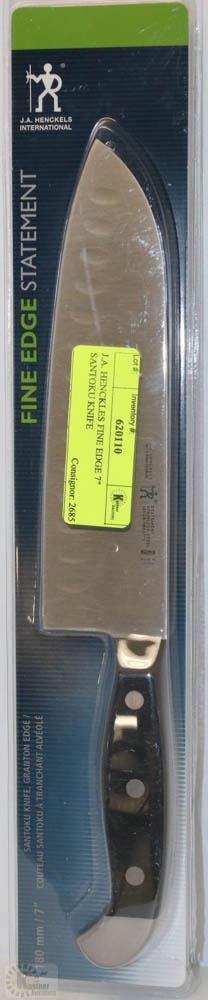 J.A. HENCKELS
INTERNATIONAL
FINE EDGE STATEMENT
Lot #:
Inventory #:
620110
J.A. HENCKLES FINE EDGE 7"
SANTOKU KNIFE
Consignor: 2685
SANTOKU KNIFE, GRANTON EDGE /
COUTEAU SANTOKU À TRANCHANT ALVÉOLÉ
180 mm / 7"